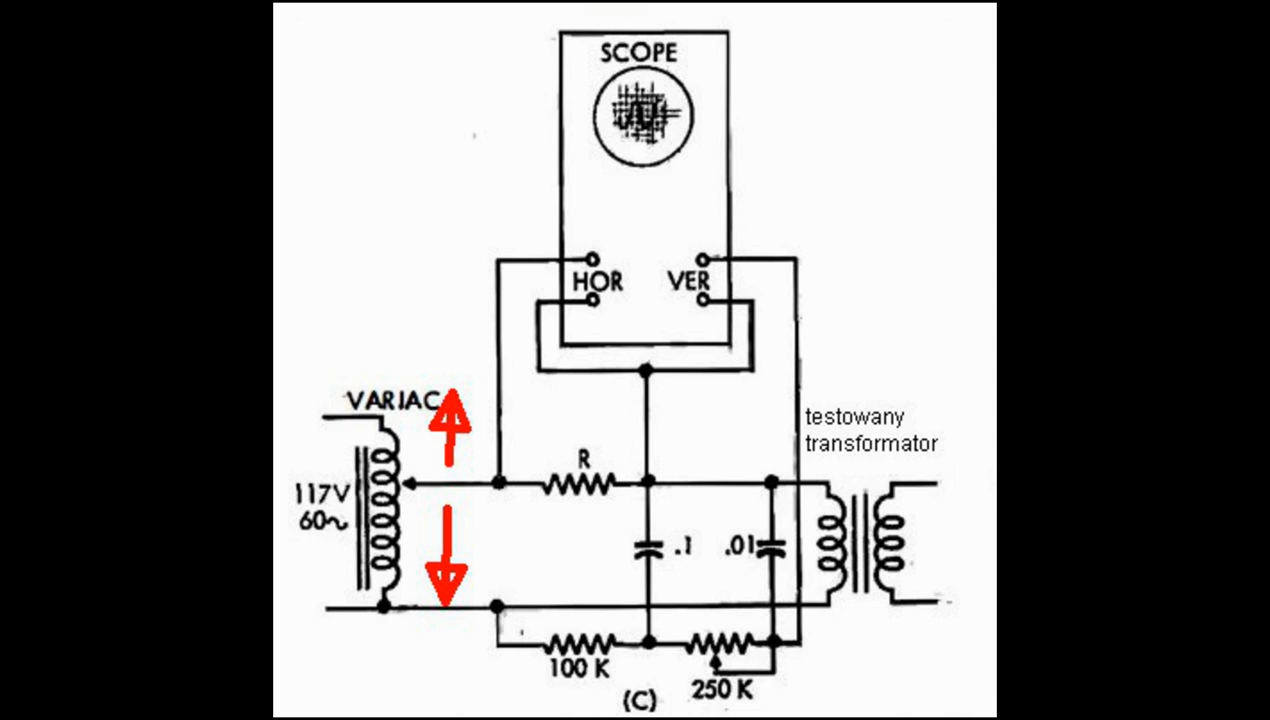 SCOPE
HOR
VER
VARIAC
testowany
transformator
R
117V
60~
.1
.01
100 K
250 K
(C)